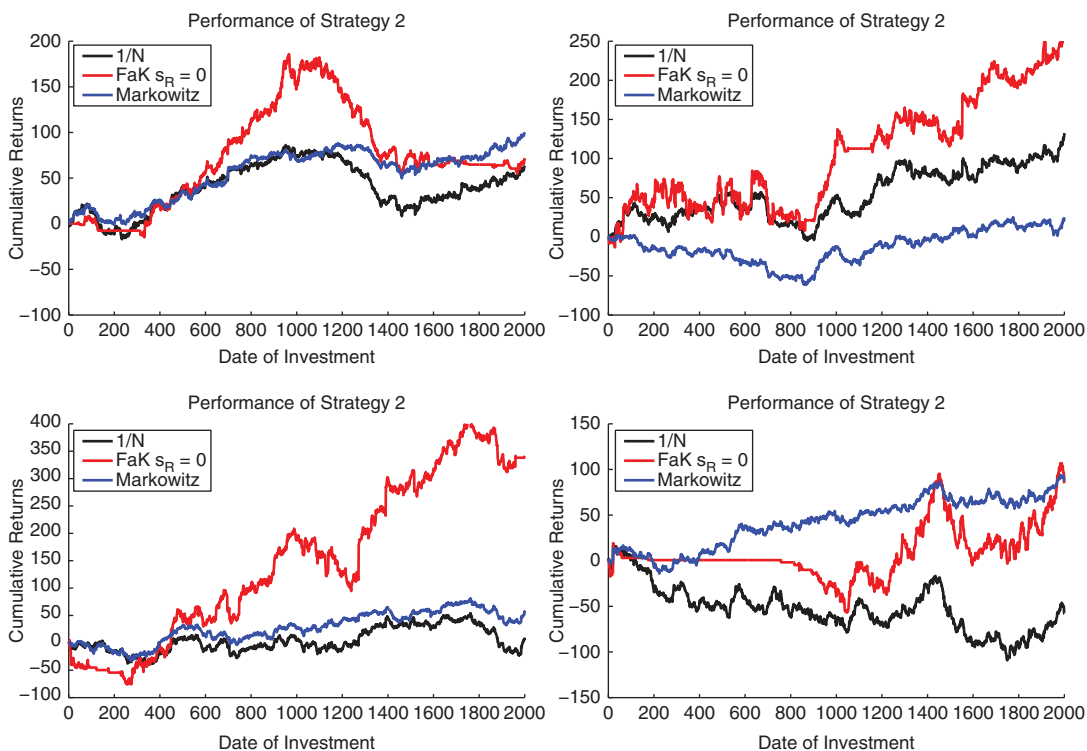 Performance of Strategy 2
200
150
100
50
0
−50
−100
Cumulative Returns
1/N
FaK s_R = 0
Markowitz
0 200 400 600 800 1000 1200 1400 1600 1800 2000
Date of Investment
Performance of Strategy 2
250
200
150
100
50
0
−50
−100
Cumulative Returns
1/N
FaK s_R = 0
Markowitz
0 200 400 600 800 1000 1200 1400 1600 1800 2000
Date of Investment
Performance of Strategy 2
400
350
300
250
200
150
100
50
0
−50
−100
Cumulative Returns
1/N
FaK s_R = 0
Markowitz
0 200 400 600 800 1000 1200 1400 1600 1800 2000
Date of Investment
Performance of Strategy 2
150
100
50
0
−50
−100
−150
Cumulative Returns
1/N
FaK s_R = 0
Markowitz
0 200 400 600 800 1000 1200 1400 1600 1800 2000
Date of Investment